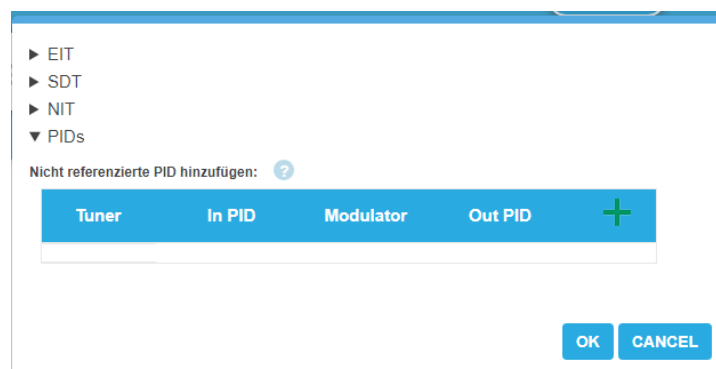 EIT
SDT
NIT
PIDs
Nicht referenzierte PID hinzufügen: ?
Tuner In PID Modulator Out PID
OK CANCEL